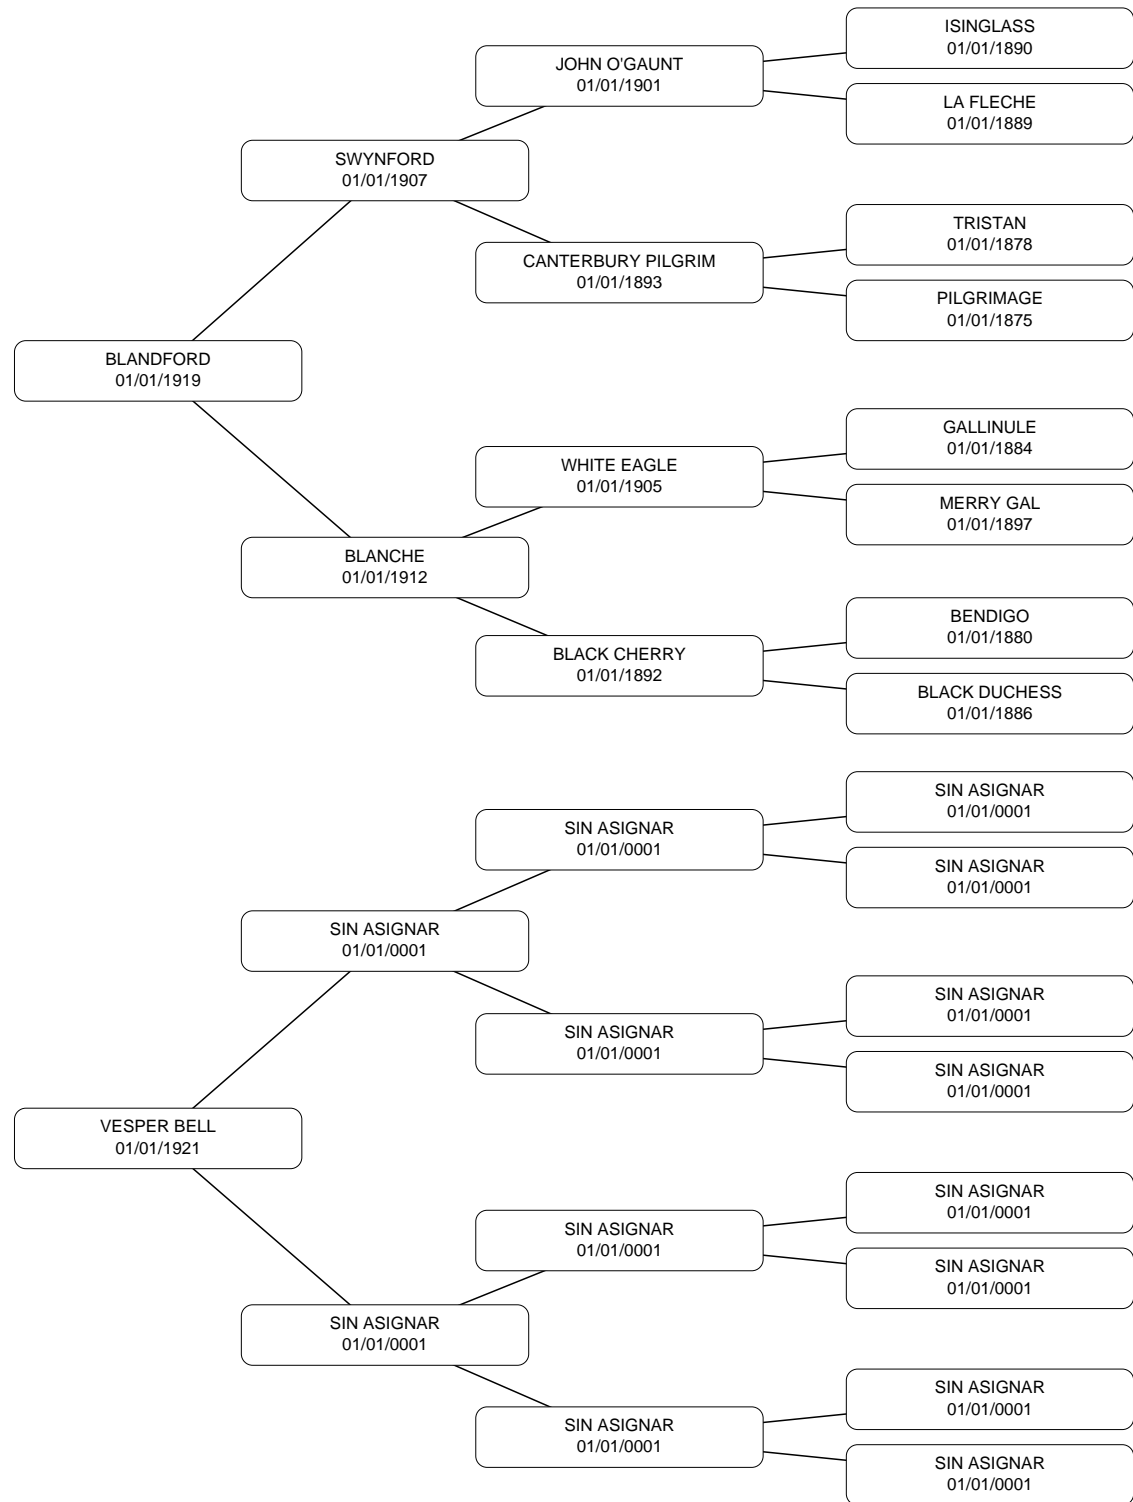 ISINGLASS
01/01/1890
JOHN O'GAUNT
01/01/1901
LA FLECHE
01/01/1889
SWYNFORD
01/01/1907
TRISTAN
01/01/1878
CANTERBURY PILGRIM
01/01/1893
PILGRIMAGE
01/01/1875
BLANDFORD
01/01/1919
GALLINULE
01/01/1884
WHITE EAGLE
01/01/1905
MERRY GAL
01/01/1897
BLANCHE
01/01/1912
BENDIGO
01/01/1880
BLACK CHERRY
01/01/1892
BLACK DUCHESS
01/01/1886
SIN ASIGNAR
01/01/0001
SIN ASIGNAR
01/01/0001
SIN ASIGNAR
01/01/0001
SIN ASIGNAR
01/01/0001
SIN ASIGNAR
01/01/0001
SIN ASIGNAR
01/01/0001
SIN ASIGNAR
01/01/0001
VESPER BELL
01/01/1921
SIN ASIGNAR
01/01/0001
SIN ASIGNAR
01/01/0001
SIN ASIGNAR
01/01/0001
SIN ASIGNAR
01/01/0001
SIN ASIGNAR
01/01/0001
SIN ASIGNAR
01/01/0001
SIN ASIGNAR
01/01/0001